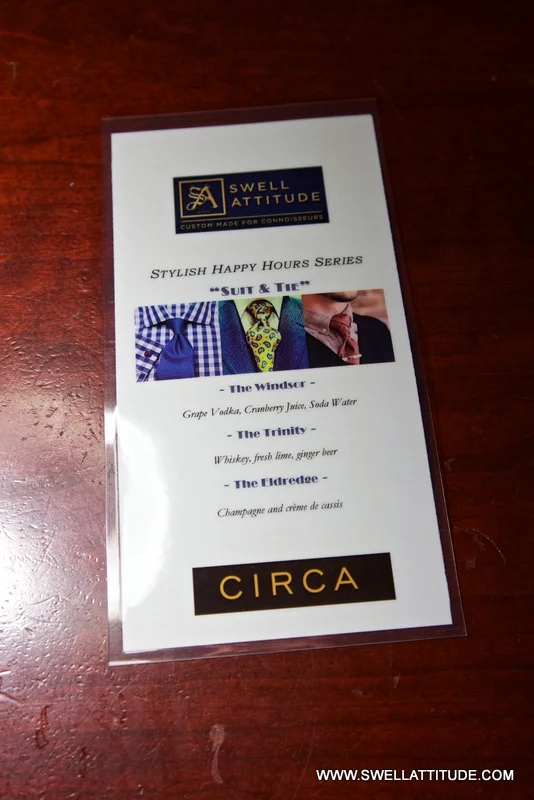 SA
SWELL
ATTITUDE
CUSTOM MADE FOR CONNOISSEURS
STYLISH HAPPY HOURS SERIES
"SUIT & TIE"
- The Windsor -
Grape Vodka, Cranberry Juice, Soda Water
- The Trinity -
Whiskey, fresh lime, ginger beer
- The Eldredge -
Champagne and crème de cassis
CIRCA
WWW.SWELLATTITUDE.COM